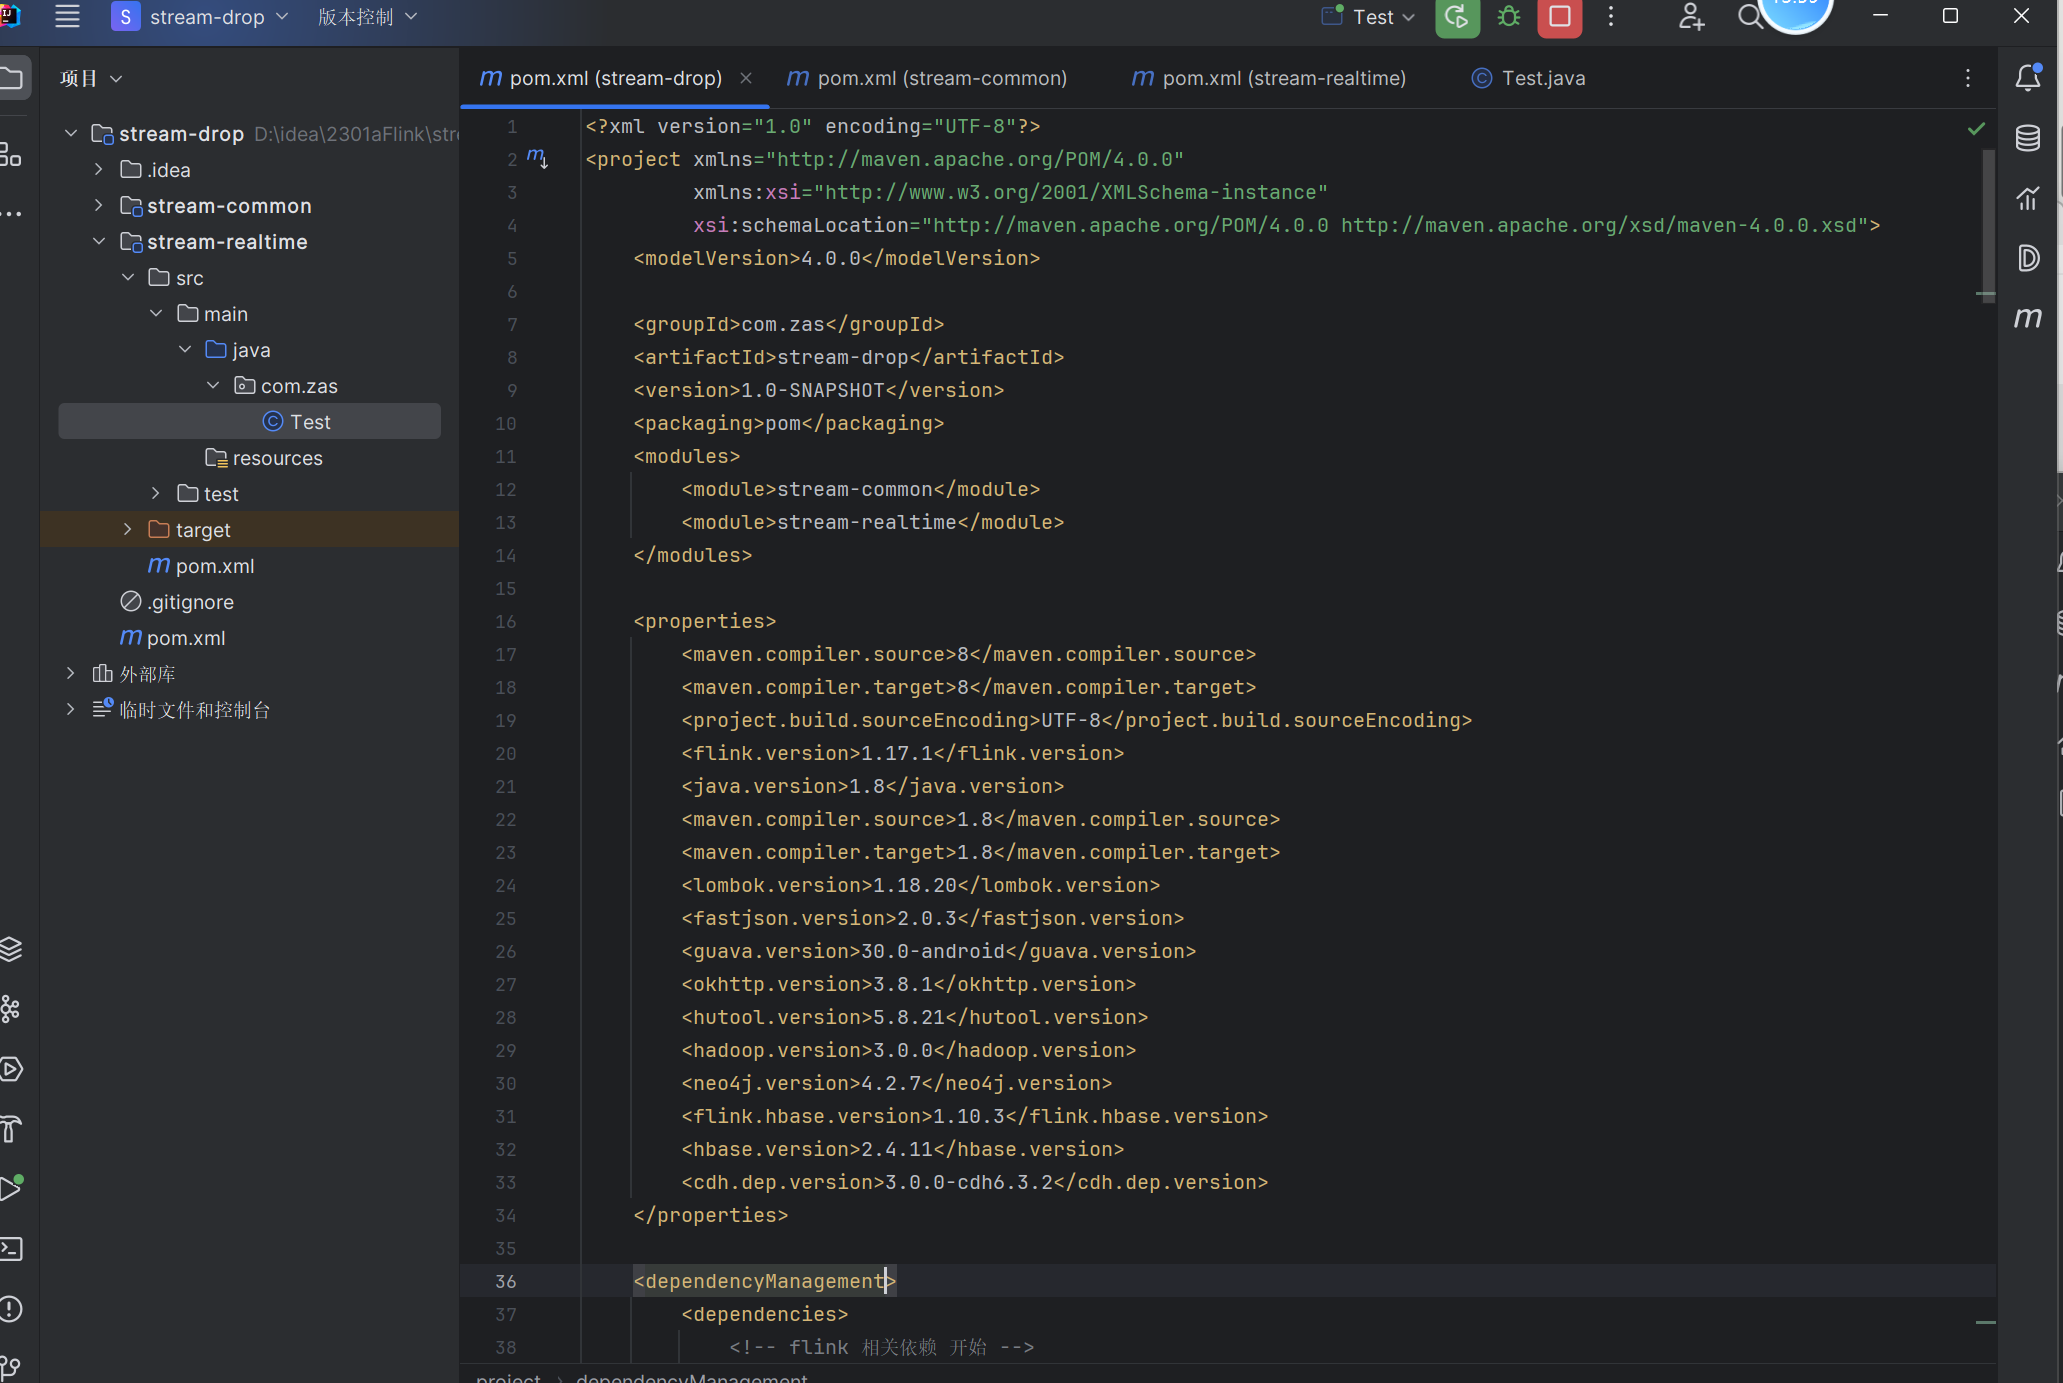 S stream-drop 版本控制 Test
项目
pom.xml (stream-drop) pom.xml (stream-common) pom.xml (stream-realtime) Test.java
stream-drop D:\idea\2301aFlink\stre
.idea
stream-common
stream-realtime
src
main
java
com.zas
Test
resources
test
target
pom.xml
.gitignore
pom.xml
外部库
临时文件和控制台
1 <?xml version="1.0" encoding="UTF-8"?>
2 <project xmlns="http://maven.apache.org/POM/4.0.0"
3 xmlns:xsi="http://www.w3.org/2001/XMLSchema-instance"
4 xsi:schemaLocation="http://maven.apache.org/POM/4.0.0 http://maven.apache.org/xsd/maven-4.0.0.xsd">
5 <modelVersion>4.0.0</modelVersion>
6
7 <groupId>com.zas</groupId>
8 <artifactId>stream-drop</artifactId>
9 <version>1.0-SNAPSHOT</version>
10 <packaging>pom</packaging>
11 <modules>
12 <module>stream-common</module>
13 <module>stream-realtime</module>
14 </modules>
15
16 <properties>
17 <maven.compiler.source>8</maven.compiler.source>
18 <maven.compiler.target>8</maven.compiler.target>
19 <project.build.sourceEncoding>UTF-8</project.build.sourceEncoding>
20 <flink.version>1.17.1</flink.version>
21 <java.version>1.8</java.version>
22 <maven.compiler.source>1.8</maven.compiler.source>
23 <maven.compiler.target>1.8</maven.compiler.target>
24 <lombok.version>1.18.20</lombok.version>
25 <fastjson.version>2.0.3</fastjson.version>
26 <guava.version>30.0-android</guava.version>
27 <okhttp.version>3.8.1</okhttp.version>
28 <hutool.version>5.8.21</hutool.version>
29 <hadoop.version>3.0.0</hadoop.version>
30 <neo4j.version>4.2.7</neo4j.version>
31 <flink.hbase.version>1.10.3</flink.hbase.version>
32 <hbase.version>2.4.11</hbase.version>
33 <cdh.dep.version>3.0.0-cdh6.3.2</cdh.dep.version>
34 </properties>
35
36 <dependencyManagement>
37 <dependencies>
38 <!-- flink 相关依赖 开始 -->
project > dependencyManagement